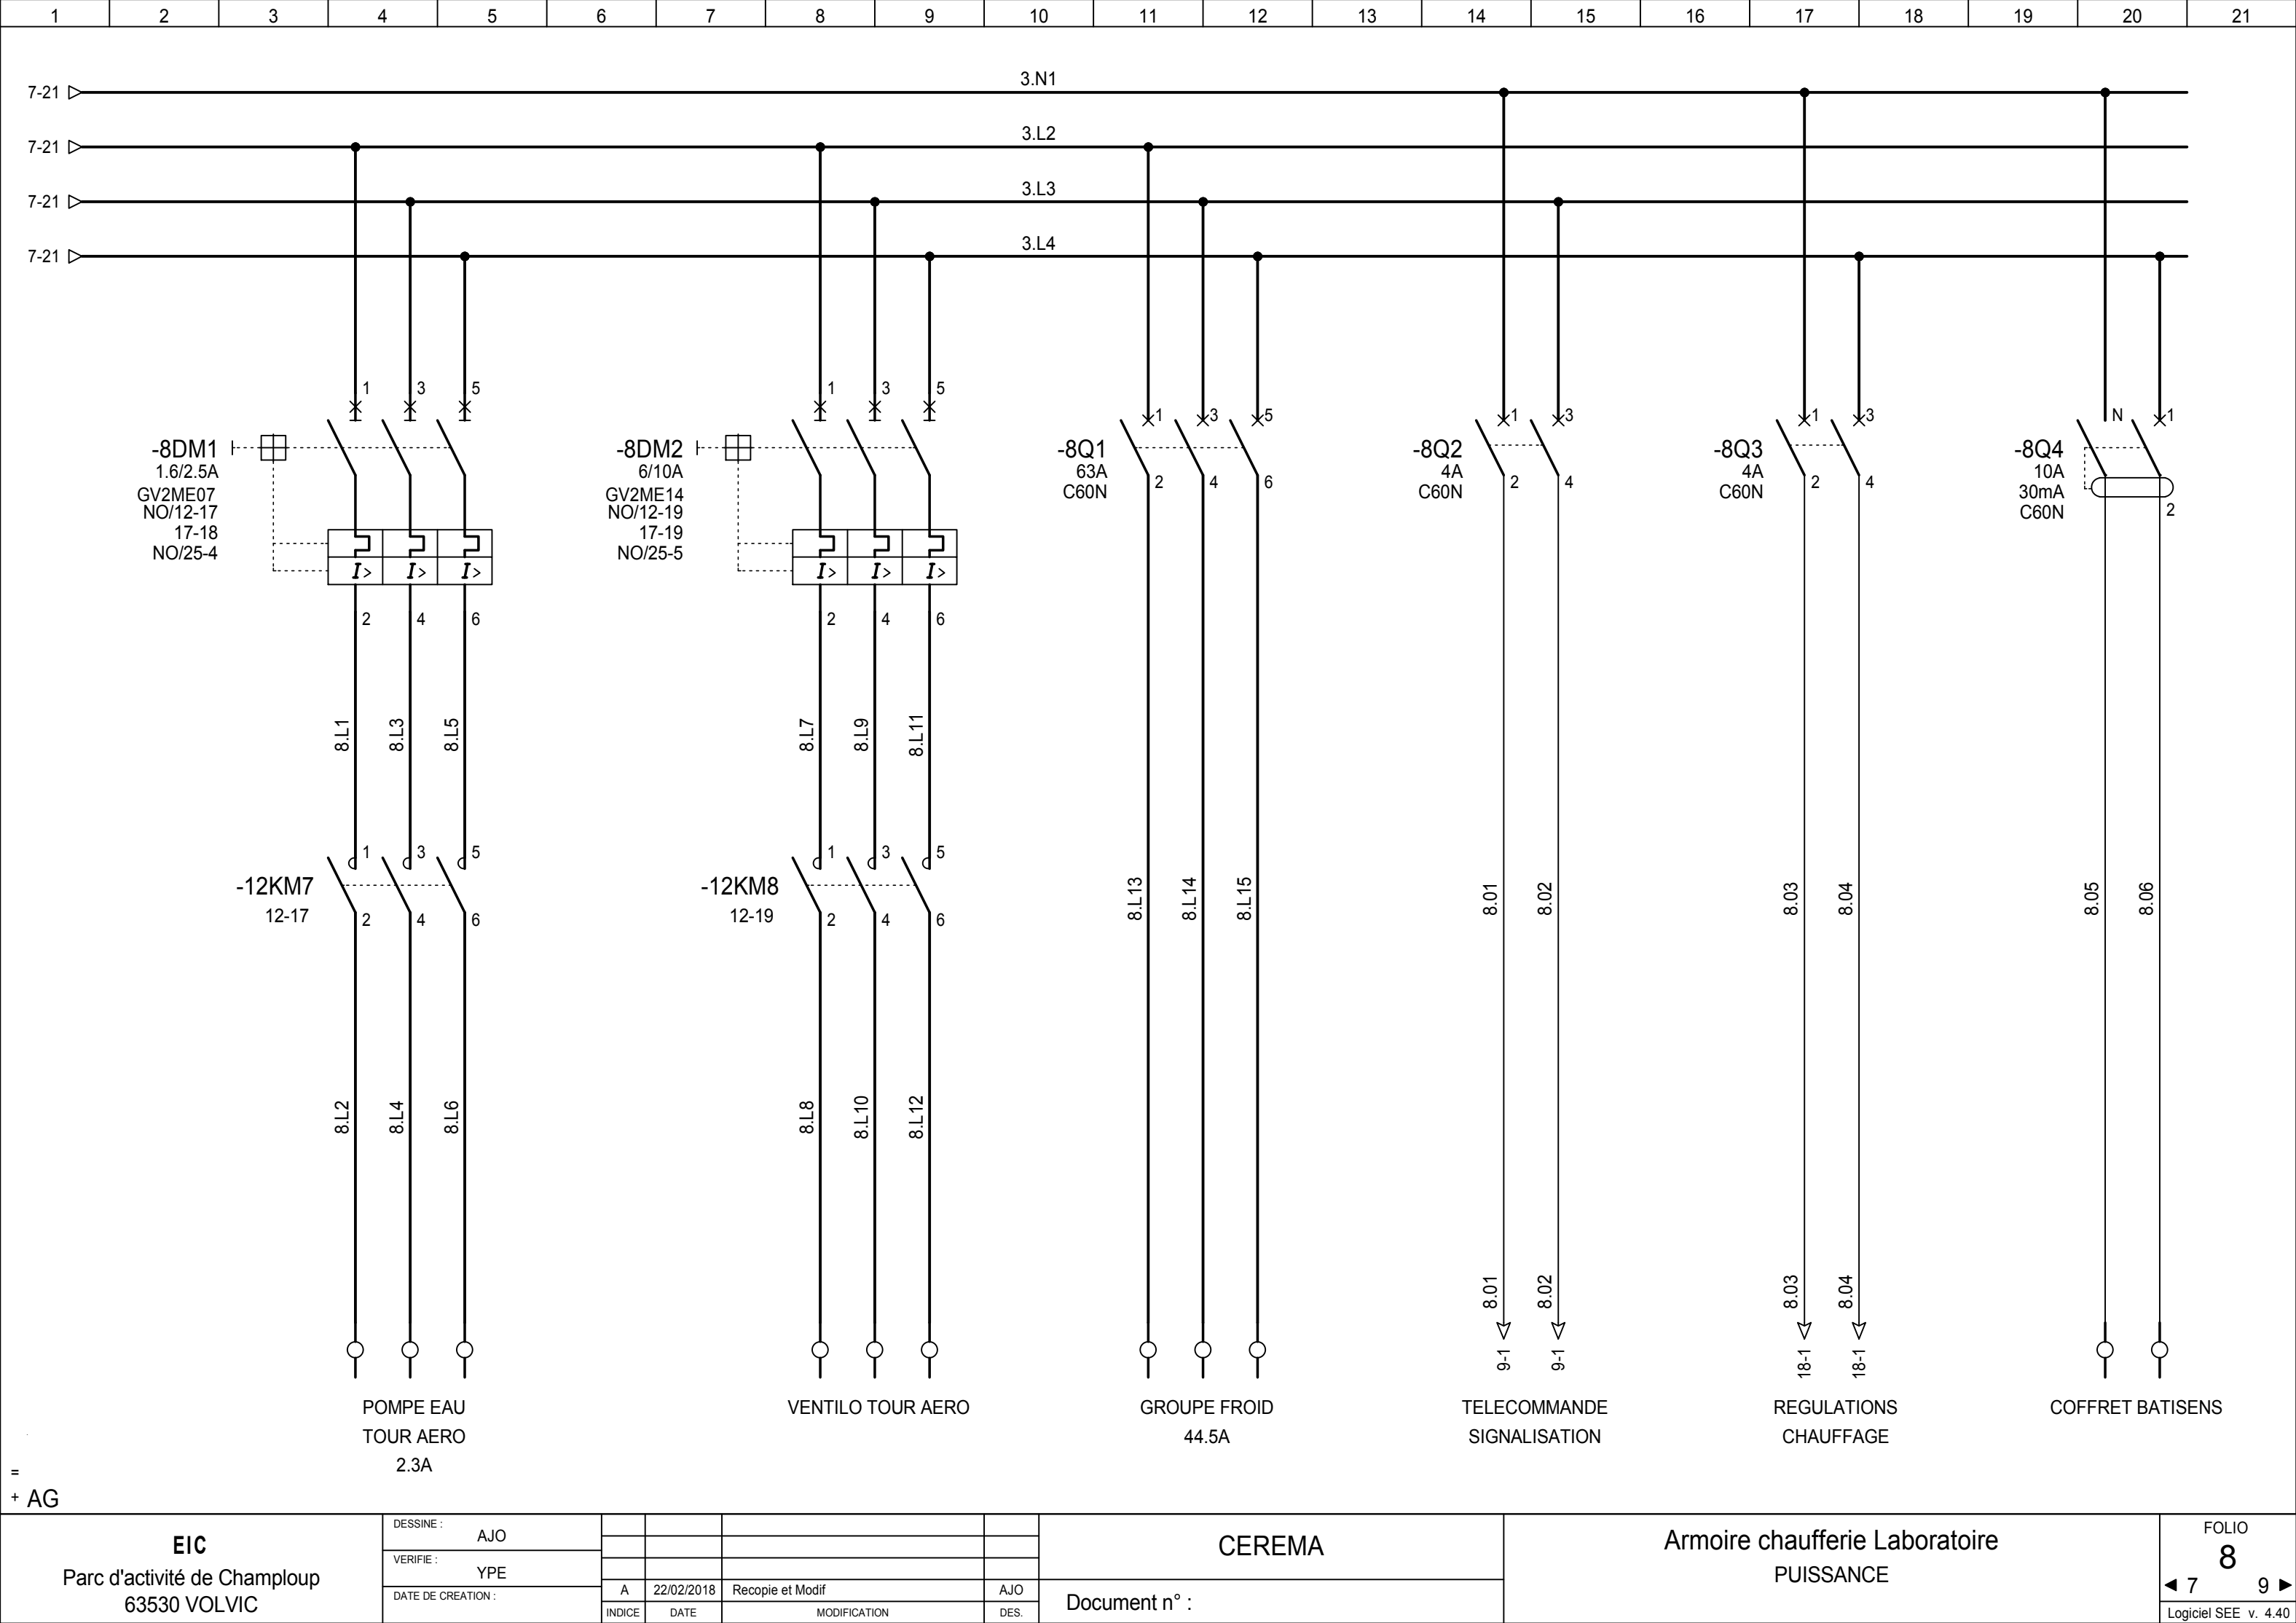 1 2 3 4 5 6 7 8 9 10 11 12 13 14 15 16 17 18 19 20 21
3.N1
7-21
3.L2
7-21
3.L3
7-21
3.L4
7-21
1 3 5
-8DM1
1.6/2.5A
GV2ME07
NO/12-17
17-18
NO/25-4
I> I> I>
2 4 6
8.L1 8.L3 8.L5
1 3 5
-12KM7
12-17
2 4 6
8.L2 8.L4 8.L6
POMPE EAU
TOUR AERO
2.3A
1 3 5
-8DM2
6/10A
GV2ME14
NO/12-19
17-19
NO/25-5
I> I> I>
2 4 6
8.L7 8.L9 8.L11
1 3 5
-12KM8
12-19
2 4 6
8.L8 8.L10 8.L12
VENTILO TOUR AERO
1 3 5
-8Q1
63A
C60N
2 4 6
8.L13 8.L14 8.L15
GROUPE FROID
44.5A
1 3
-8Q2
4A
C60N
2 4
8.01 8.02
8.01 8.02
9-1 9-1
TELECOMMANDE
SIGNALISATION
1 3
-8Q3
4A
C60N
2 4
8.03 8.04
8.03 8.04
18-1 18-1
REGULATIONS
CHAUFFAGE
N 1
-8Q4
10A
30mA
C60N
2
8.05 8.06
COFFRET BATISENS
=
+ AG
EIC
Parc d'activité de Champloup
63530 VOLVIC
DESSINE :
AJO
VERIFIE :
YPE
DATE DE CREATION :
A 22/02/2018 Recopie et Modif AJO
INDICE DATE MODIFICATION DES.
CEREMA
Document n° :
Armoire chaufferie Laboratoire
PUISSANCE
FOLIO
8
◄ 7 9 ►
Logiciel SEE v. 4.40